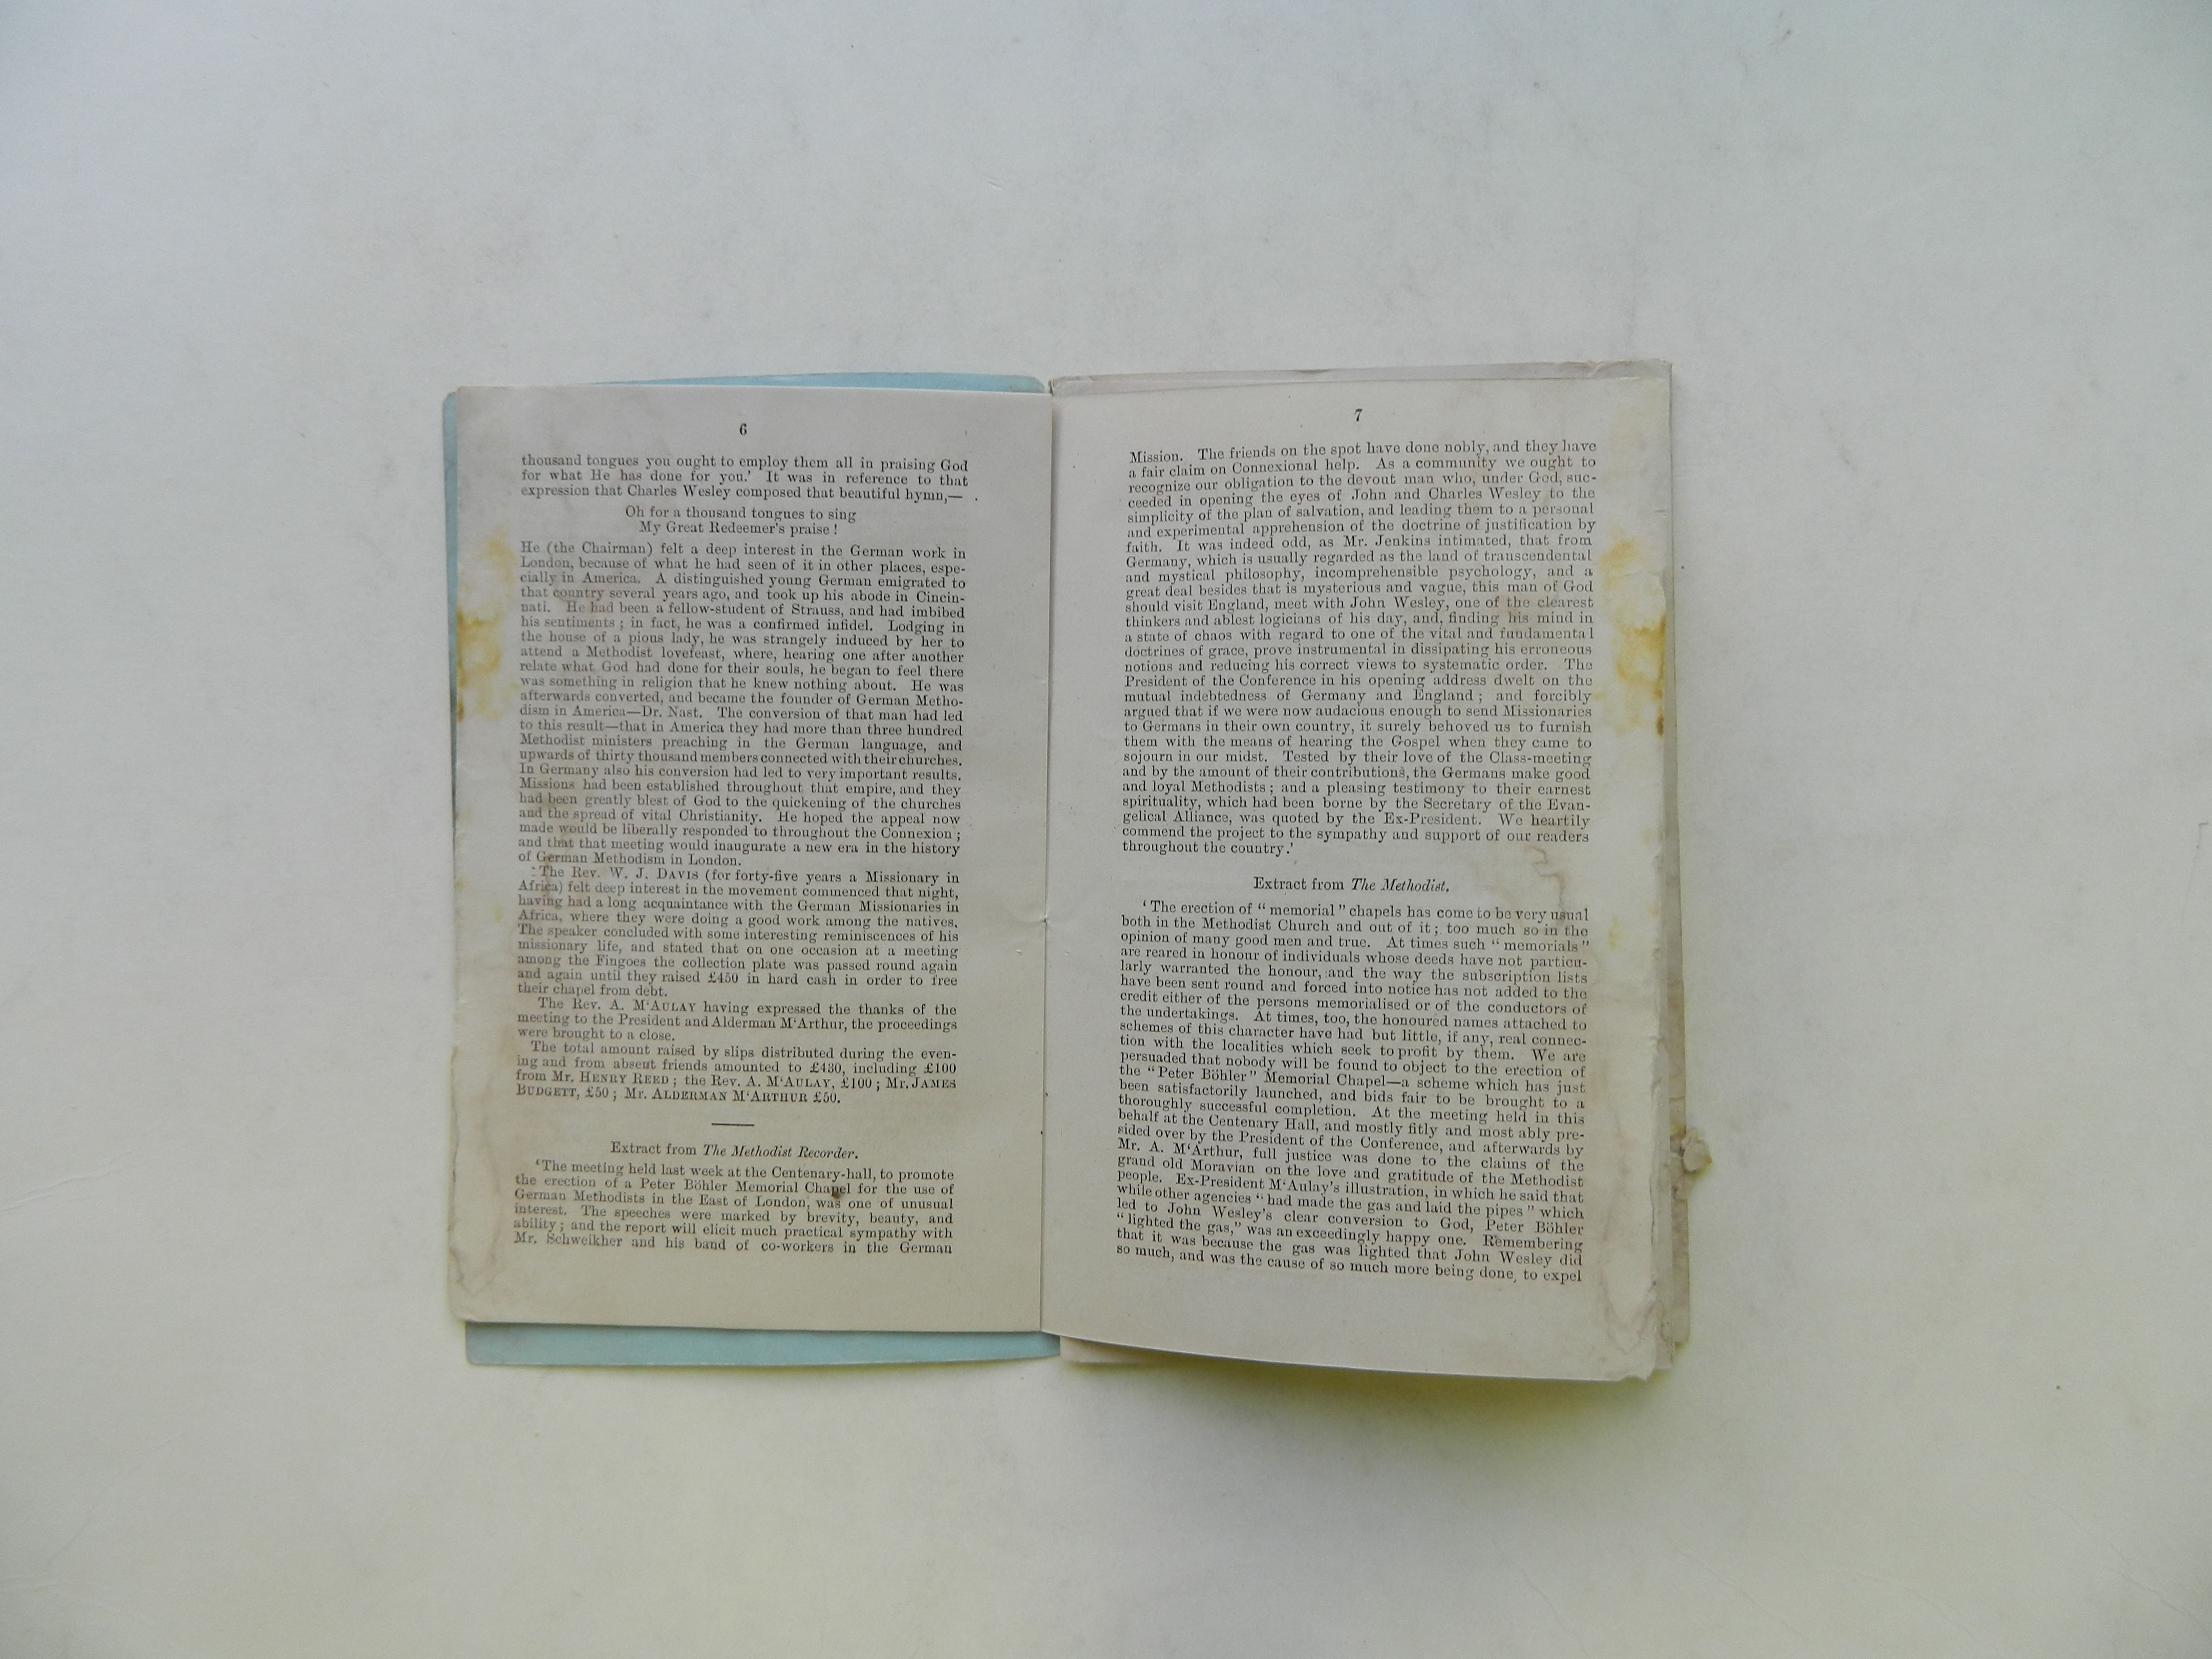 6
thousand tongues you ought to employ them all in praising God
for what He has done for you.' It was in reference to that
expression that Charles Wesley composed that beautiful hymn,—
Oh for a thousand tongues to sing
My Great Redeemer's praise !
He (the Chairman) felt a deep interest in the German work in
London, because of what he had seen of it in other places, espe-
cially in America. A distinguished young German emigrated to
that country several years ago, and took up his abode in Cincin-
nati. He had been a fellow-student of Strauss, and had imbibed
his sentiments ; in fact, he was a confirmed infidel. Lodging in
the house of a pious lady, he was strangely induced by her to
attend a Methodist lovefeast, where, hearing one after another
relate what God had done for their souls, he began to feel there
was something in religion that he knew nothing about. He was
afterwards converted, and became the founder of German Metho-
dism in America—Dr. Nast. The conversion of that man had led
to this result—that in America they had more than three hundred
Methodist ministers preaching in the German language, and
upwards of thirty thousand members connected with their churches.
In Germany also his conversion had led to very important results.
Missions had been established throughout that empire, and they
had been greatly blest of God to the quickening of the churches
and the spread of vital Christianity. He hoped the appeal now
made would be liberally responded to throughout the Connexion ;
and that that meeting would inaugurate a new era in the history
of German Methodism in London.
'The Rev. W. J. DAVIS (for forty-five years a Missionary in
Africa) felt deep interest in the movement commenced that night,
having had a long acquaintance with the German Missionaries in
Africa, where they were doing a good work among the natives.
The speaker concluded with some interesting reminiscences of his
missionary life, and stated that on one occasion at a meeting
among the Fingoes the collection plate was passed round again
and again until they raised £450 in hard cash in order to free
their chapel from debt.
The Rev. A. M'AULAY having expressed the thanks of the
meeting to the President and Alderman M'Arthur, the proceedings
were brought to a close.
The total amount raised by slips distributed during the even-
ing and from absent friends amounted to £430, including £100
from Mr. HENRY REED ; the Rev. A. M'AULAY, £100 ; Mr. JAMES
BUDGETT, £50 ; Mr. ALDERMAN M'ARTHUR £50.
Extract from The Methodist Recorder.
'The meeting held last week at the Centenary-hall, to promote
the erection of a Peter Böhler Memorial Chapel for the use of
German Methodists in the East of London, was one of unusual
interest. The speeches were marked by brevity, beauty, and
ability ; and the report will elicit much practical sympathy with
Mr. Schweikher and his band of co-workers in the German
7
Mission. The friends on the spot have done nobly, and they have
a fair claim on Connexional help. As a community we ought to
recognize our obligation to the devout man who, under God, suc-
ceeded in opening the eyes of John and Charles Wesley to the
simplicity of the plan of salvation, and leading them to a personal
and experimental apprehension of the doctrine of justification by
faith. It was indeed odd, as Mr. Jenkins intimated, that from
Germany, which is usually regarded as the land of transcendental
and mystical philosophy, incomprehensible psychology, and a
great deal besides that is mysterious and vague, this man of God
should visit England, meet with John Wesley, one of the clearest
thinkers and ablest logicians of his day, and, finding his mind in
a state of chaos with regard to one of the vital and fundamental
doctrines of grace, prove instrumental in dissipating his erroneous
notions and reducing his correct views to systematic order. The
President of the Conference in his opening address dwelt on the
mutual indebtedness of Germany and England ; and forcibly
argued that if we were now audacious enough to send Missionaries
to Germans in their own country, it surely behoved us to furnish
them with the means of hearing the Gospel when they came to
sojourn in our midst. Tested by their love of the Class-meeting
and by the amount of their contributions, the Germans make good
and loyal Methodists ; and a pleasing testimony to their earnest
spirituality, which had been borne by the Secretary of the Evan-
gelical Alliance, was quoted by the Ex-President. We heartily
commend the project to the sympathy and support of our readers
throughout the country.'
Extract from The Methodist.
'The erection of "memorial" chapels has come to be very usual
both in the Methodist Church and out of it ; too much so in the
opinion of many good men and true. At times such "memorials"
are reared in honour of individuals whose deeds have not particu-
larly warranted the honour, and the way the subscription lists
have been sent round and forced into notice has not added to the
credit either of the persons memorialised or of the conductors of
the undertakings. At times, too, the honoured names attached to
schemes of this character have had but little, if any, real connec-
tion with the localities which seek to profit by them. We are
persuaded that nobody will be found to object to the erection of
the "Peter Böhler" Memorial Chapel—a scheme which has just
been satisfactorily launched, and bids fair to be brought to a
thoroughly successful completion. At the meeting held in this
behalf at the Centenary Hall, and mostly fitly and most ably pre-
sided over by the President of the Conference, and afterwards by
Mr. A. M'Arthur, full justice was done to the claims of the
grand old Moravian on the love and gratitude of the Methodist
people. Ex-President M'Aulay's illustration, in which he said that
while other agencies "had made the gas and laid the pipes" which
led to John Wesley's clear conversion to God, Peter Böhler
"lighted the gas," was an exceedingly happy one. Remembering
that it was because the gas was lighted that John Wesley did
so much, and was the cause of so much more being done, to expel